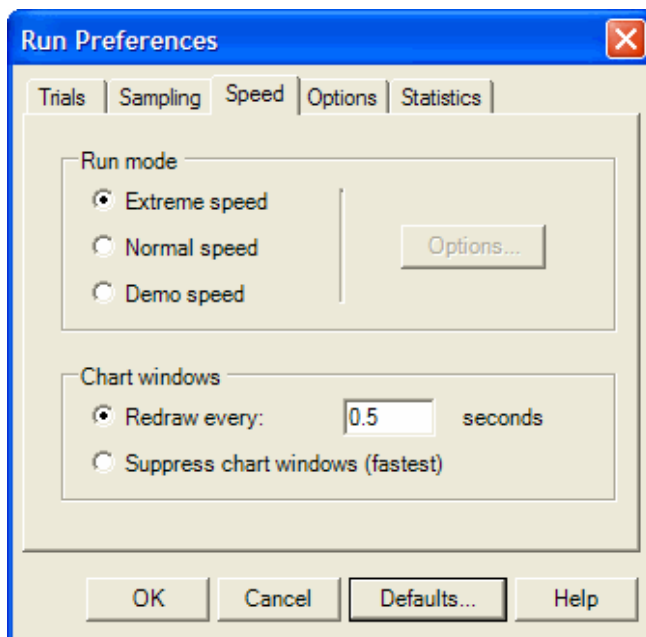 Run Preferences
Trials Sampling Speed Options Statistics
Run mode
Extreme speed
Normal speed
Options...
Demo speed
Chart windows
Redraw every: 0.5 seconds
Suppress chart windows (fastest)
OK Cancel Defaults... Help